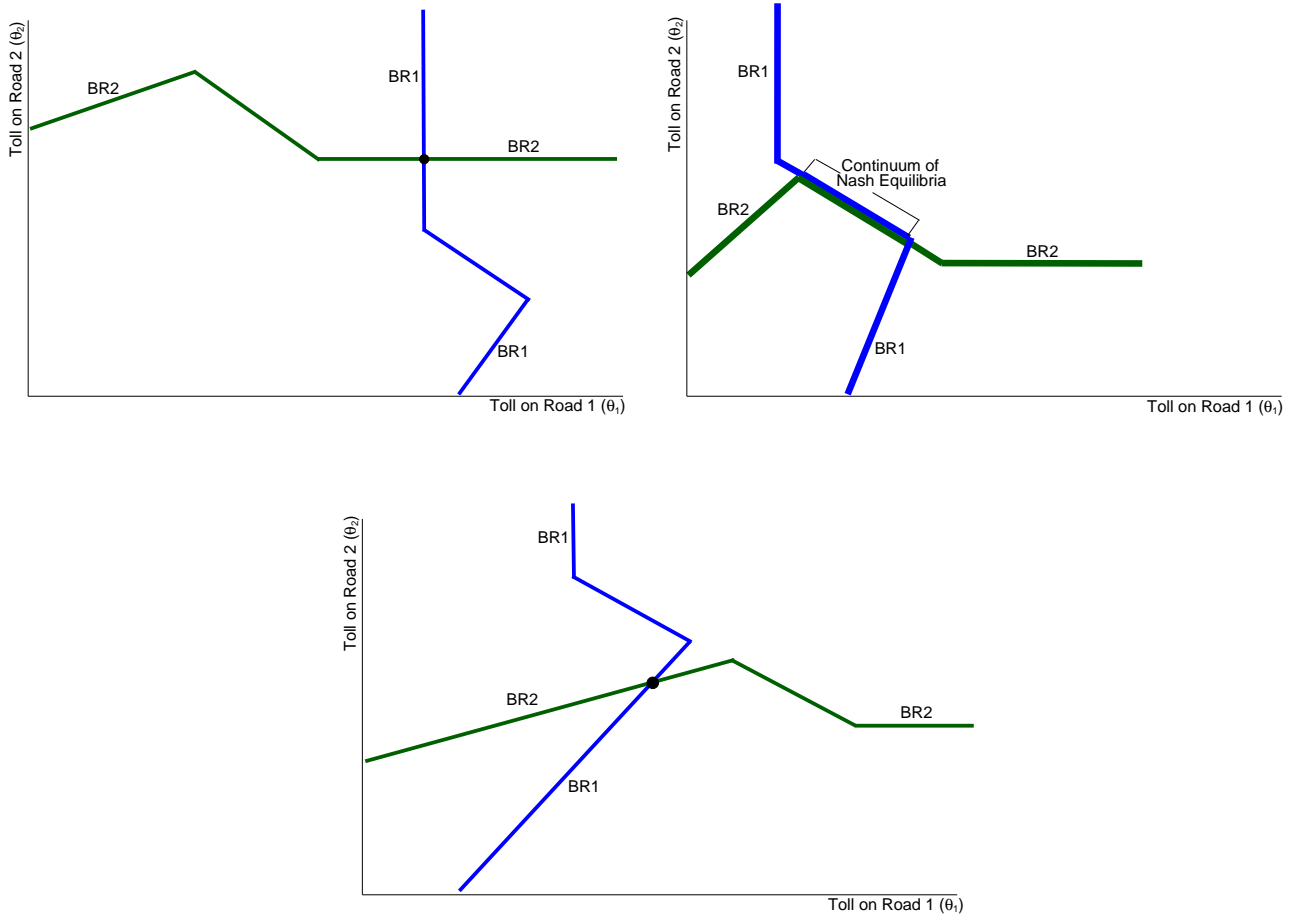 Toll on Road 2 (θ₂)
BR2
BR1
BR2
BR1
Toll on Road 1 (θ₁)
Toll on Road 2 (θ₂)
BR1
Continuum of
Nash Equilibria
BR2
BR2
BR1
Toll on Road 1 (θ₁)
Toll on Road 2 (θ₂)
BR1
BR2
BR2
BR1
Toll on Road 1 (θ₁)